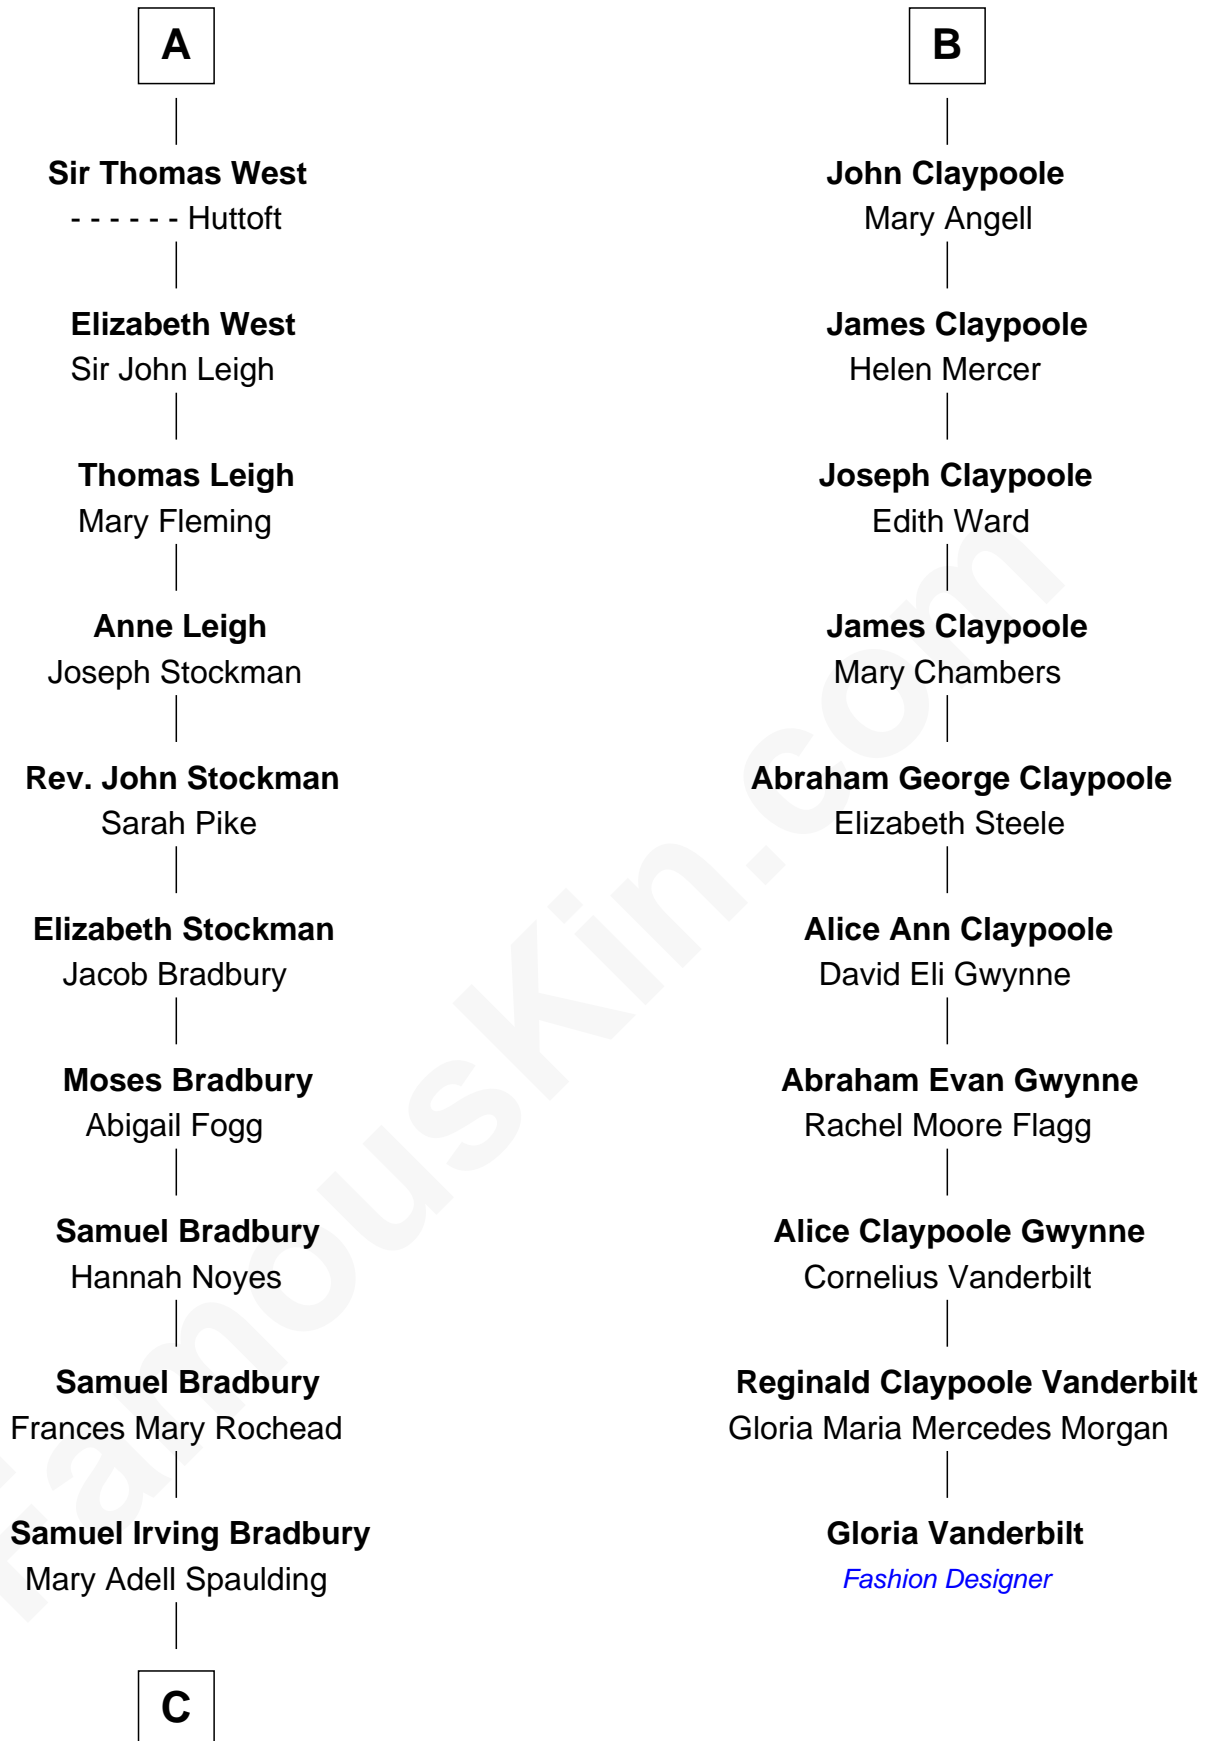 A
Sir Thomas West
- - - - - - Huttoft
Elizabeth West
Sir John Leigh
Thomas Leigh
Mary Fleming
Anne Leigh
Joseph Stockman
Rev. John Stockman
Sarah Pike
Elizabeth Stockman
Jacob Bradbury
Moses Bradbury
Abigail Fogg
Samuel Bradbury
Hannah Noyes
Samuel Bradbury
Frances Mary Rochead
Samuel Irving Bradbury
Mary Adell Spaulding
C
B
John Claypoole
Mary Angell
James Claypoole
Helen Mercer
Joseph Claypoole
Edith Ward
James Claypoole
Mary Chambers
Abraham George Claypoole
Elizabeth Steele
Alice Ann Claypoole
David Eli Gwynne
Abraham Evan Gwynne
Rachel Moore Flagg
Alice Claypoole Gwynne
Cornelius Vanderbilt
Reginald Claypoole Vanderbilt
Gloria Maria Mercedes Morgan
Gloria Vanderbilt
Fashion Designer
FamousKin.com